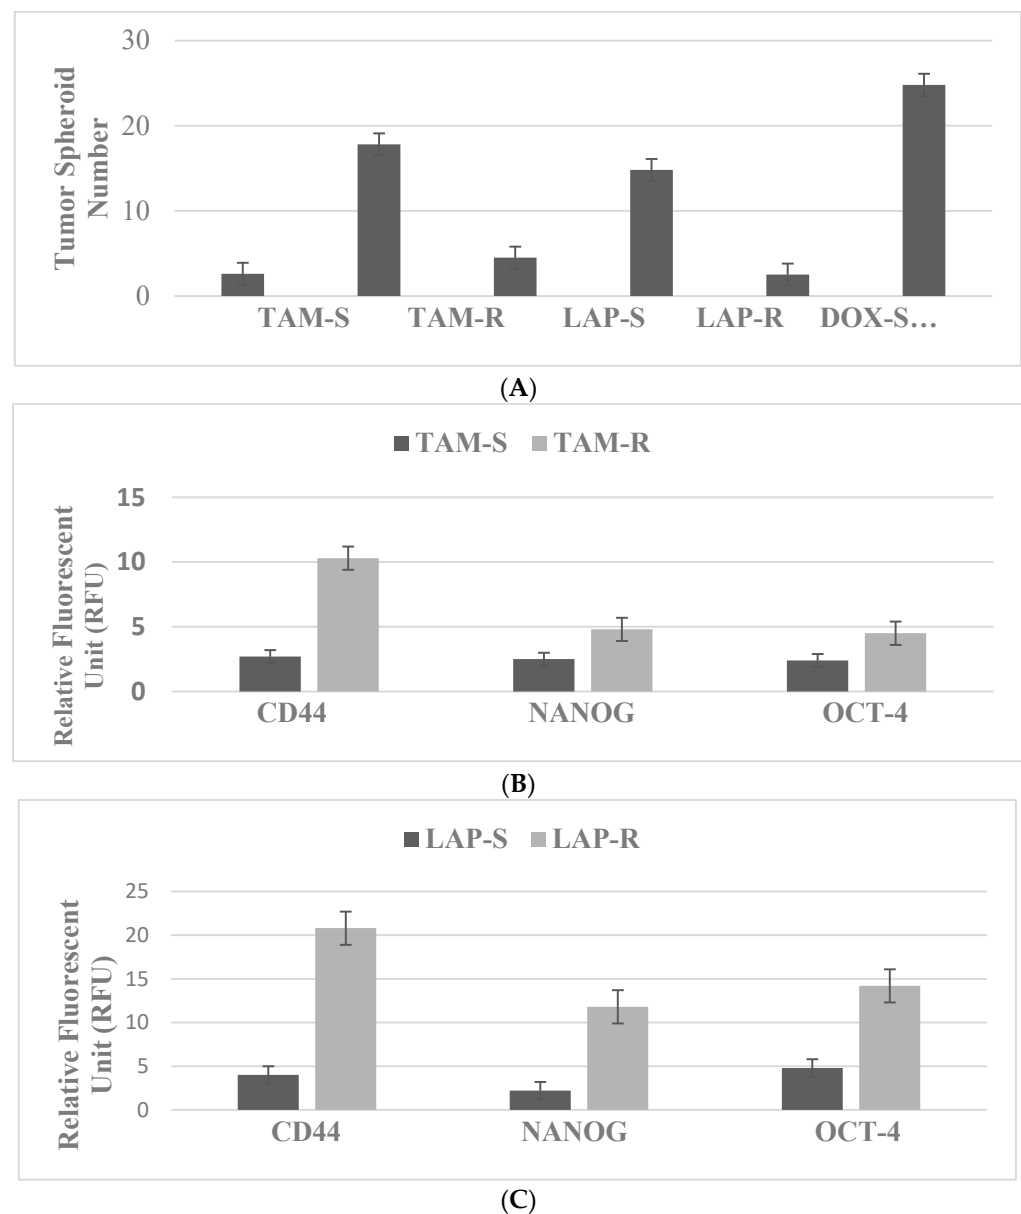 30
20
10
0
Tumor Spheroid
Number
TAM-S TAM-R LAP-S LAP-R DOX-S…
(A)
TAM-S TAM-R
15
10
5
0
Relative Fluorescent
Unit (RFU)
CD44 NANOG OCT-4
(B)
LAP-S LAP-R
25
20
15
10
5
0
Relative Fluorescent
Unit (RFU)
CD44 NANOG OCT-4
(C)